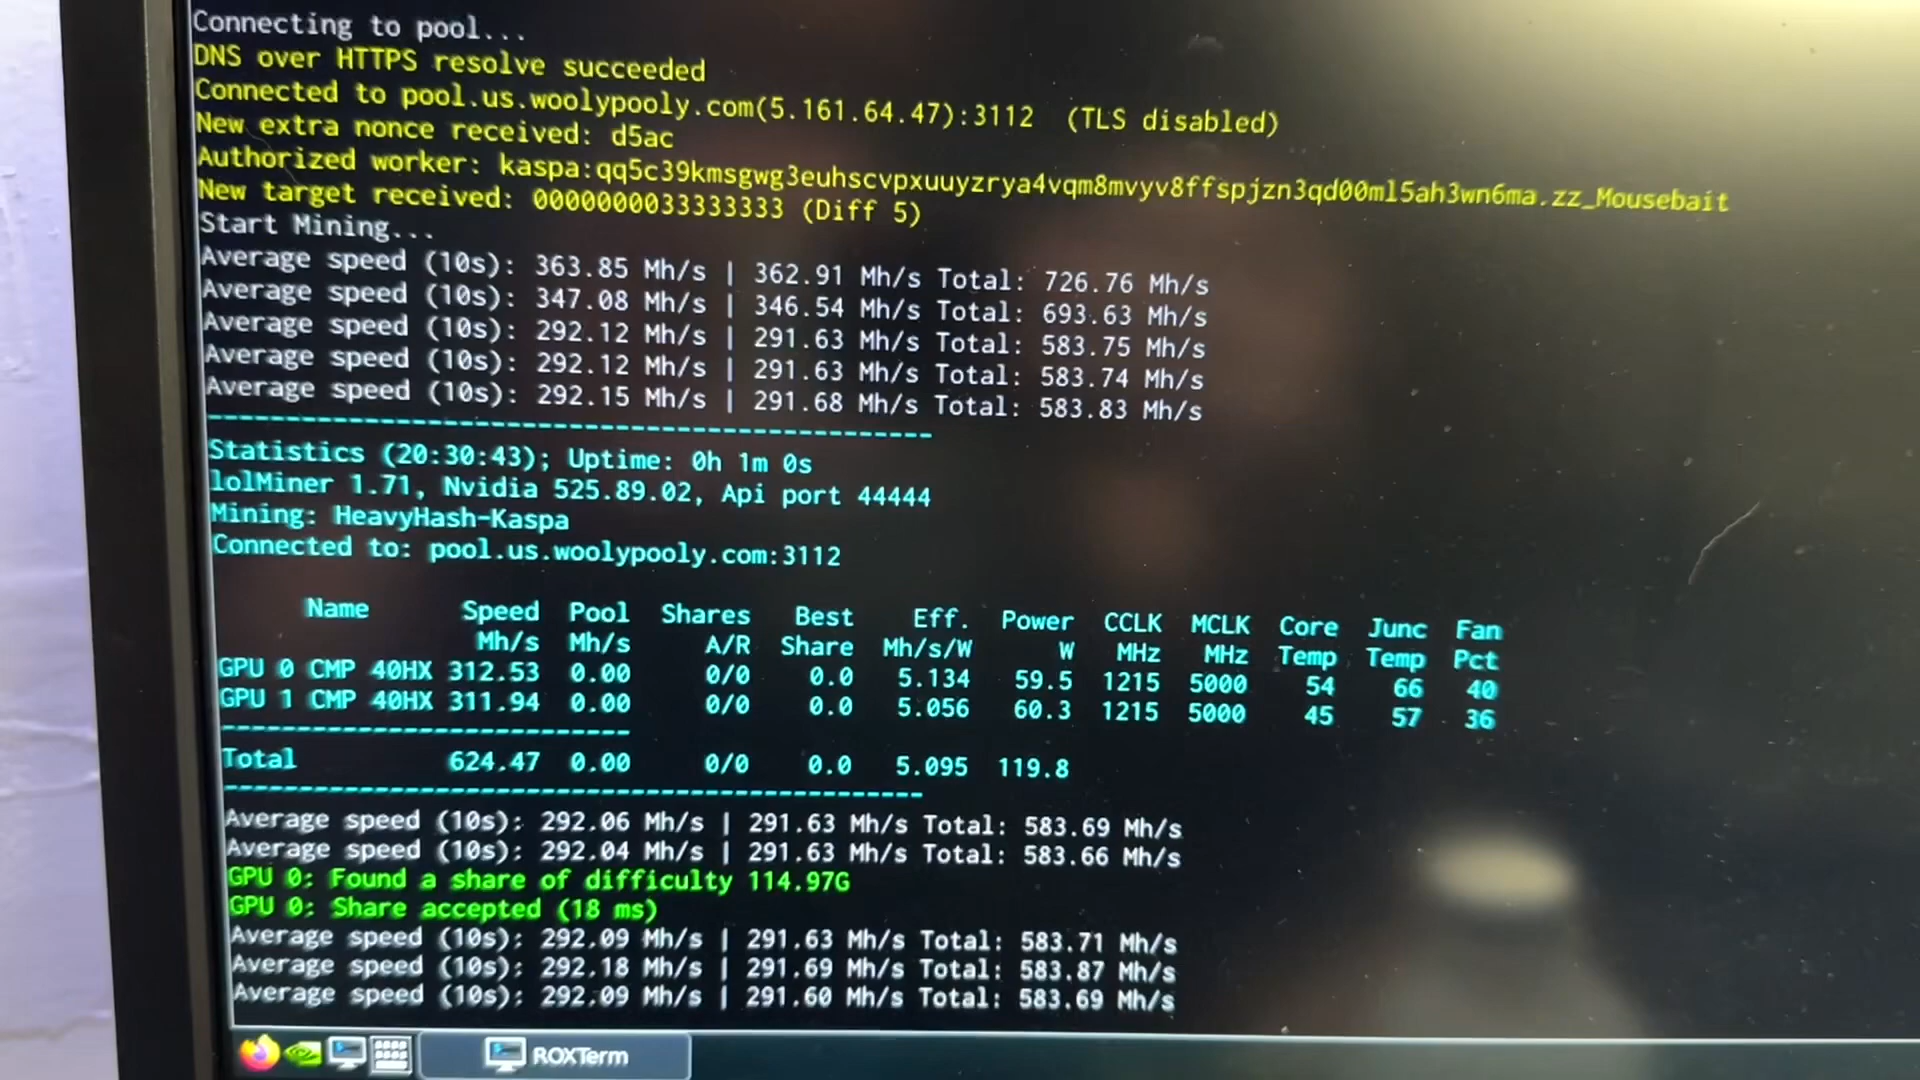 Connecting to pool...
DNS over HTTPS resolve succeeded
Connected to pool.us.woolypooly.com(5.161.64.47):3112  (TLS disabled)
New extra nonce received: d5ac
Authorized worker: kaspa:qq5c39kmsgwg3euhscvpxuuyzrya4vqm8mvyv8ffspjzn3qd00ml5ah3wn6ma.zz_Mousebait
New target received: 0000000033333333 (Diff 5)
Start Mining...
Average speed (10s): 363.85 Mh/s | 362.91 Mh/s Total: 726.76 Mh/s
Average speed (10s): 347.08 Mh/s | 346.54 Mh/s Total: 693.63 Mh/s
Average speed (10s): 292.12 Mh/s | 291.63 Mh/s Total: 583.75 Mh/s
Average speed (10s): 292.12 Mh/s | 291.63 Mh/s Total: 583.74 Mh/s
Average speed (10s): 292.15 Mh/s | 291.68 Mh/s Total: 583.83 Mh/s
Statistics (20:30:43); Uptime: 0h 1m 0s
lolMiner 1.71, Nvidia 525.89.02, Api port 44444
Mining: HeavyHash-Kaspa
Connected to: pool.us.woolypooly.com:3112
Name Speed Pool Shares Best Eff. Power CCLK MCLK Core Junc Fan
Mh/s Mh/s A/R Share Mh/s/W W MHz MHz Temp Temp Pct
GPU 0 CMP 40HX 312.53 0.00 0/0 0.0 5.134 59.5 1215 5000 54 66 40
GPU 1 CMP 40HX 311.94 0.00 0/0 0.0 5.056 60.3 1215 5000 45 57 36
Total 624.47 0.00 0/0 0.0 5.095 119.8
Average speed (10s): 292.06 Mh/s | 291.63 Mh/s Total: 583.69 Mh/s
Average speed (10s): 292.04 Mh/s | 291.63 Mh/s Total: 583.66 Mh/s
GPU 0: Found a share of difficulty 114.97G
GPU 0: Share accepted (18 ms)
Average speed (10s): 292.09 Mh/s | 291.63 Mh/s Total: 583.71 Mh/s
Average speed (10s): 292.18 Mh/s | 291.69 Mh/s Total: 583.87 Mh/s
Average speed (10s): 292.09 Mh/s | 291.60 Mh/s Total: 583.69 Mh/s
ROXTerm